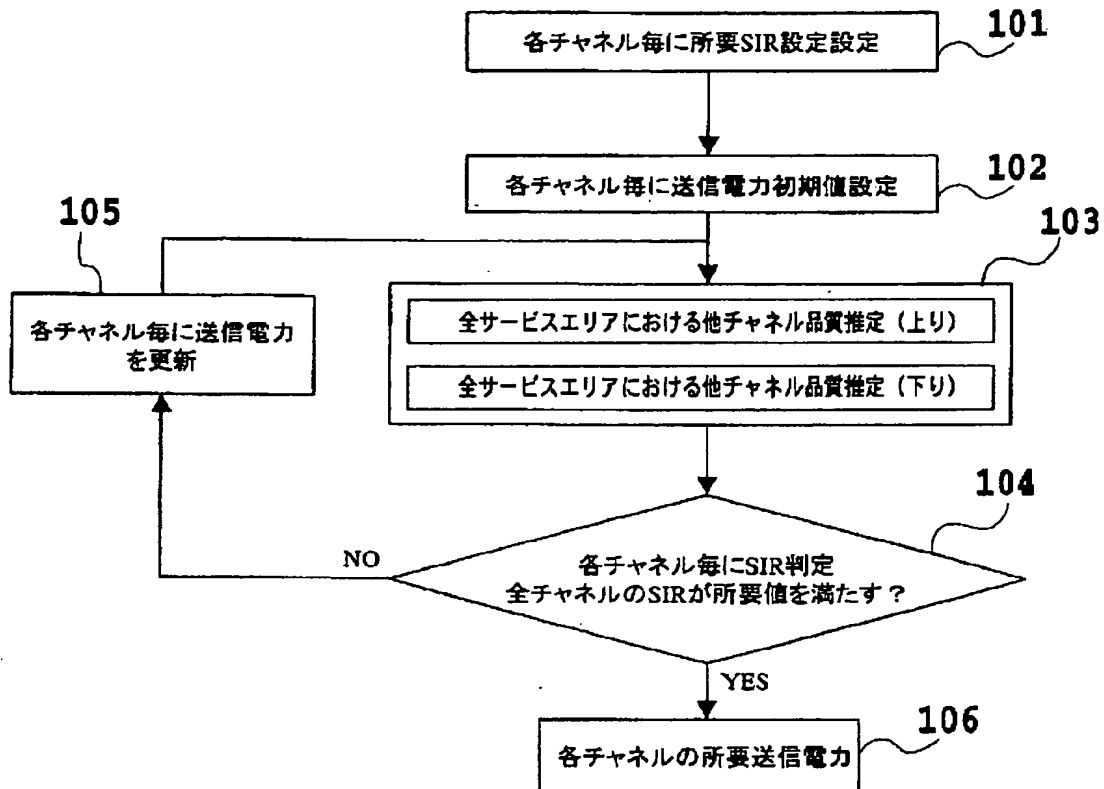 各チャネル毎に所要SIR設定設定
101
各チャネル毎に送信電力初期値設定
102
105
103
各チャネル毎に送信電力
を更新
全サービスエリアにおける他チャネル品質推定（上り）
全サービスエリアにおける他チャネル品質推定（下り）
104
NO
各チャネル毎にSIR判定
全チャネルのSIRが所要値を満たす？
YES
106
各チャネルの所要送信電力